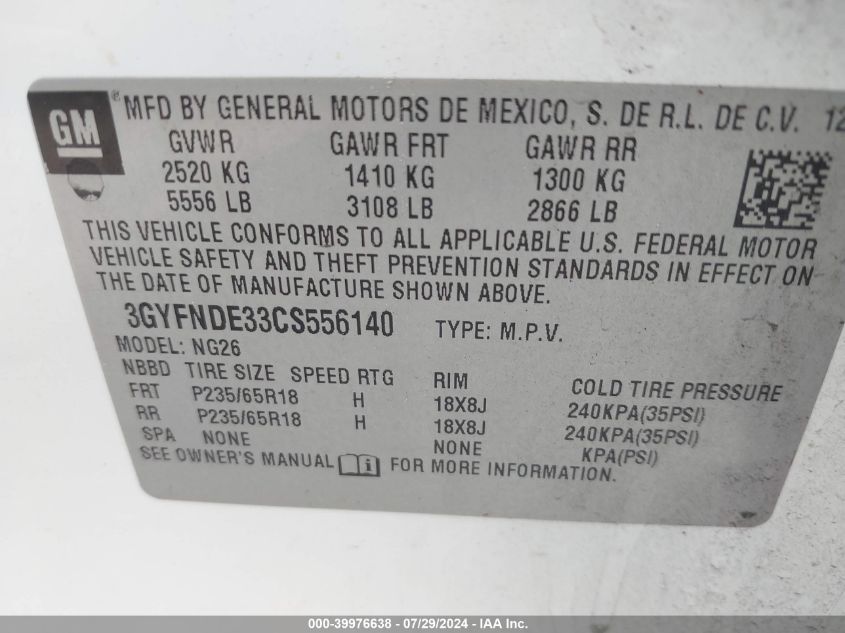 GM ® MFD BY GENERAL MOTORS DE MEXICO, S. DE R.L. DE C.V. 12
GVWR GAWR FRT GAWR RR
2520 KG 1410 KG 1300 KG
5556 LB 3108 LB 2866 LB
THIS VEHICLE CONFORMS TO ALL APPLICABLE U.S. FEDERAL MOTOR
VEHICLE SAFETY AND THEFT PREVENTION STANDARDS IN EFFECT ON
THE DATE OF MANUFACTURE SHOWN ABOVE.
3GYFNDE33CS556140 TYPE: M.P.V.
MODEL: NG26
NBBD TIRE SIZE SPEED RTG RIM COLD TIRE PRESSURE
FRT P235/65R18 H 18X8J 240KPA(35PSI)
RR P235/65R18 H 18X8J 240KPA(35PSI)
SPA NONE NONE KPA(PSI)
SEE OWNER'S MANUAL i FOR MORE INFORMATION.
000-39976638 - 07/29/2024 - IAA Inc.